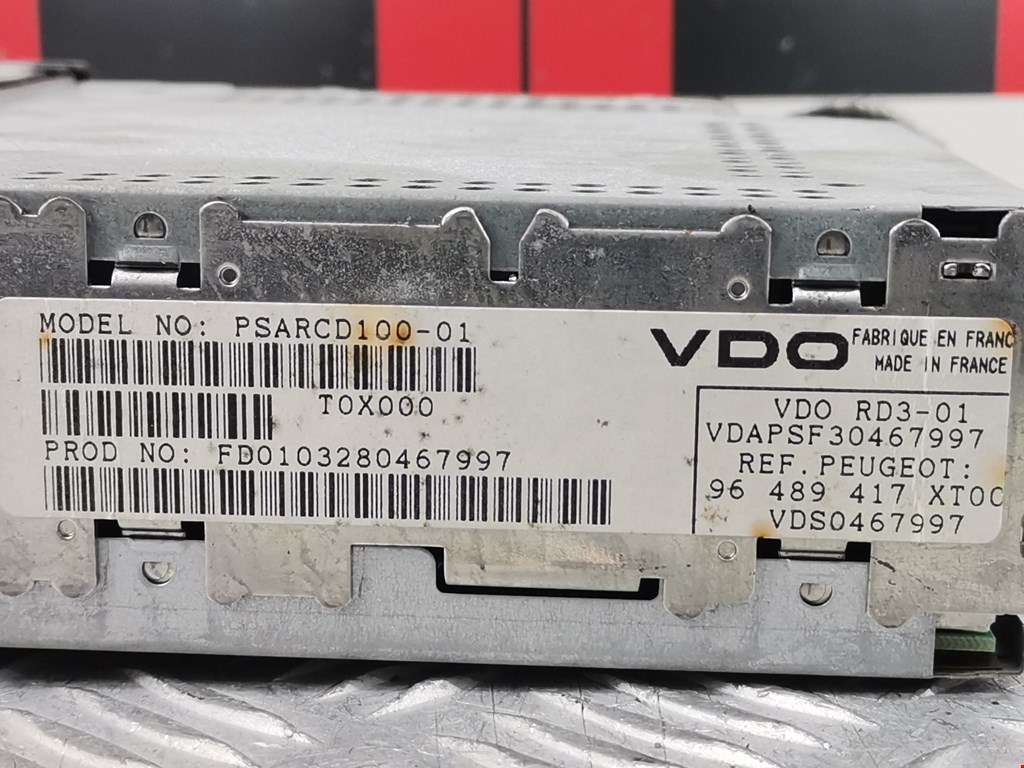 MODEL NO: PSARCD100-01
T0X000
PROD NO: FD0103280467997
VDO
FABRIQUE EN FRANC
MADE IN FRANCE
VDO RD3-01
VDAPSF30467997
REF. PEUGEOT:
96 489 417 XT0C
VDS0467997